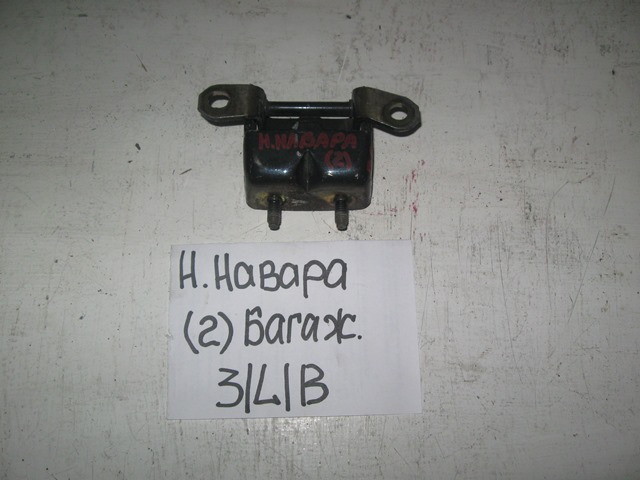 Н.НАВАРА
(2)
Н.Навара
(2) Багаж.
3/L/В